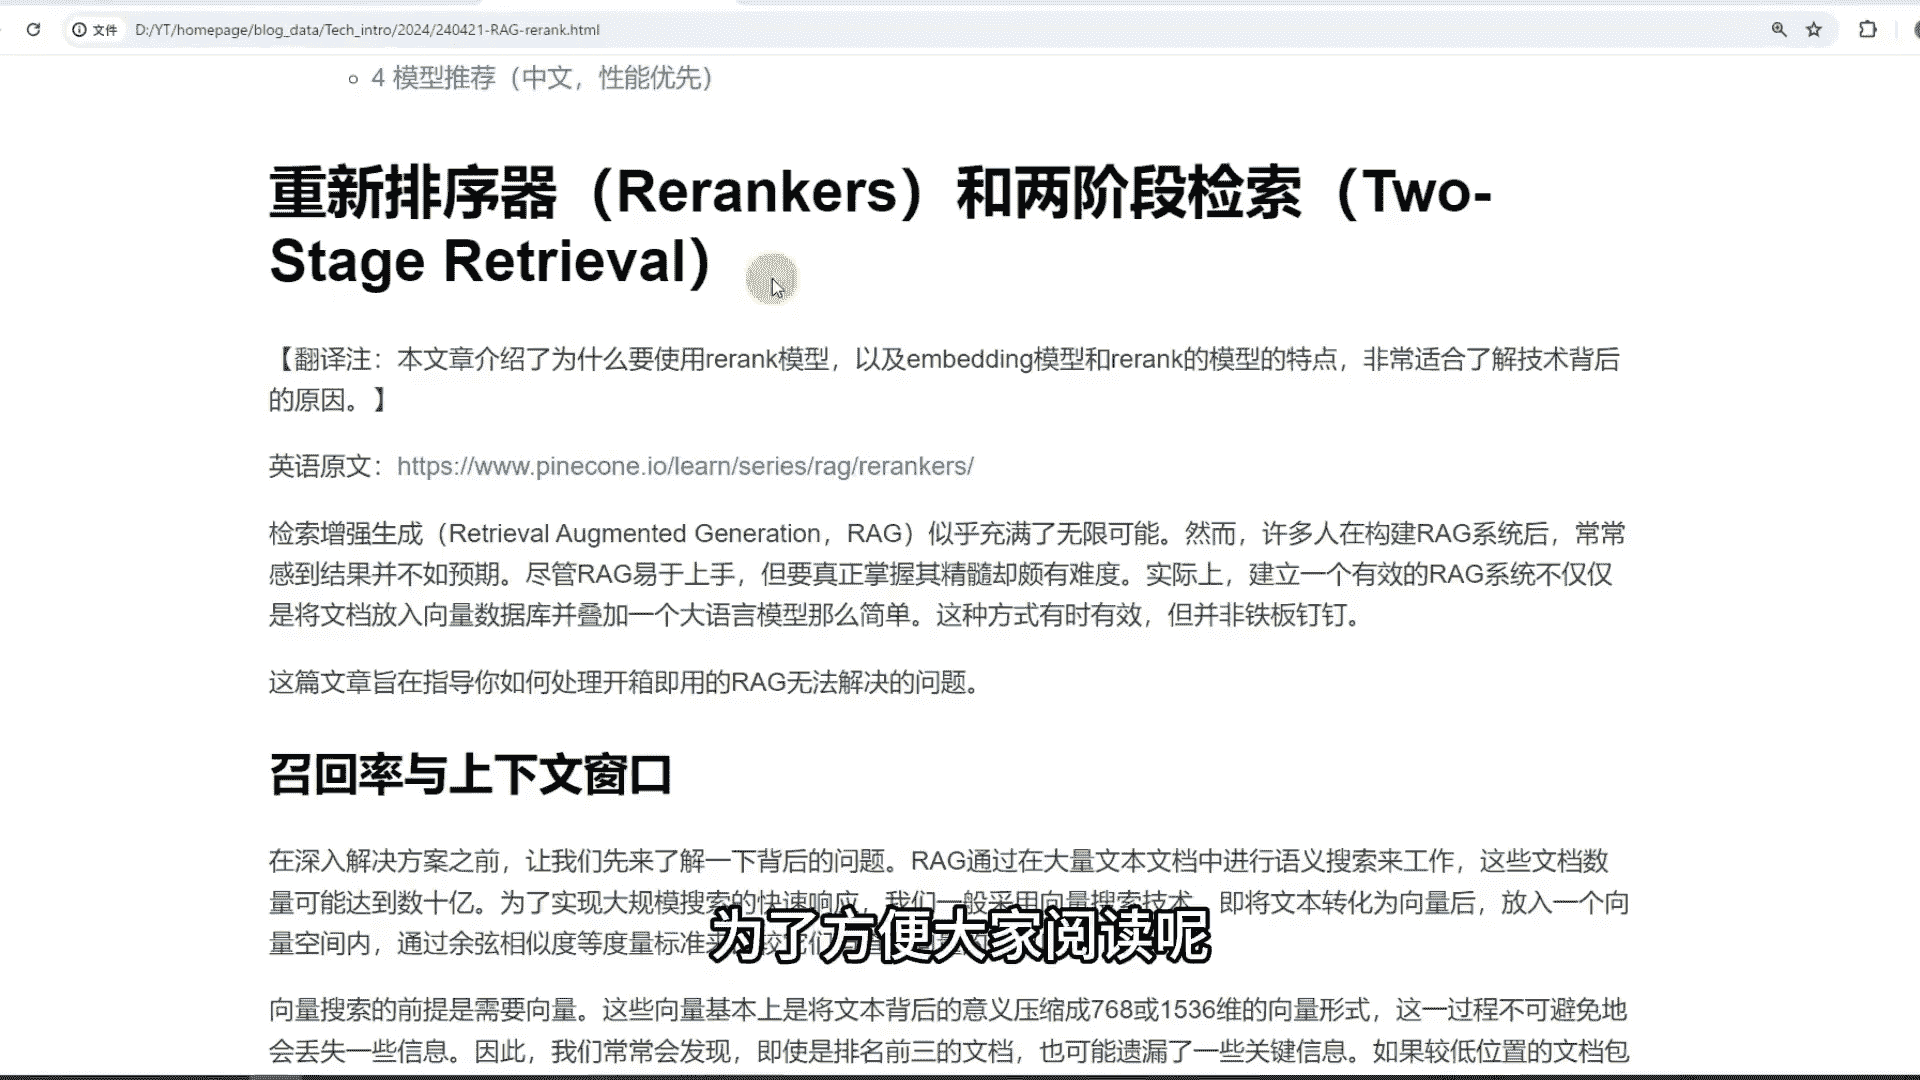 文件 D:/YT/homepage/blog_data/Tech_intro/2024/240421-RAG-rerank.html
4 模型推荐（中文，性能优先）
重新排序器（Rerankers）和两阶段检索（Two-
Stage Retrieval）
【翻译注：本文章介绍了为什么要使用rerank模型，以及embedding模型和rerank的模型的特点，非常适合了解技术背后
的原因。】
英语原文：https://www.pinecone.io/learn/series/rag/rerankers/
检索增强生成（Retrieval Augmented Generation，RAG）似乎充满了无限可能。然而，许多人在构建RAG系统后，常常
感到结果并不如预期。尽管RAG易于上手，但要真正掌握其精髓却颇有难度。实际上，建立一个有效的RAG系统不仅仅
是将文档放入向量数据库并叠加一个大语言模型那么简单。这种方式有时有效，但并非铁板钉钉。
这篇文章旨在指导你如何处理开箱即用的RAG无法解决的问题。
召回率与上下文窗口
在深入解决方案之前，让我们先来了解一下背后的问题。RAG通过在大量文本文档中进行语义搜索来工作，这些文档数
量可能达到数十亿。为了实现大规模搜索的快速响应，我们一般采用向量搜索技术，即将文本转化为向量后，放入一个向
量空间内，通过余弦相似度等度量标准
为了方便大家阅读呢
向量搜索的前提是需要向量。这些向量基本上是将文本背后的意义压缩成768或1536维的向量形式，这一过程不可避免地
会丢失一些信息。因此，我们常常会发现，即使是排名前三的文档，也可能遗漏了一些关键信息。如果较低位置的文档包